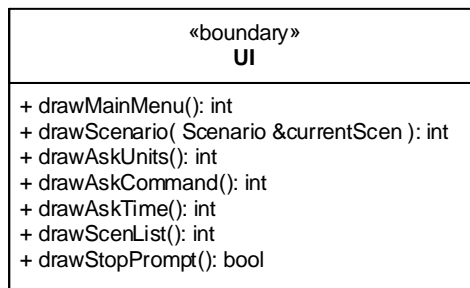 «boundary»
UI
+ drawMainMenu(): int
+ drawScenario( Scenario &currentScen ): int
+ drawAskUnits(): int
+ drawAskCommand(): int
+ drawAskTime(): int
+ drawScenList(): int
+ drawStopPrompt(): bool